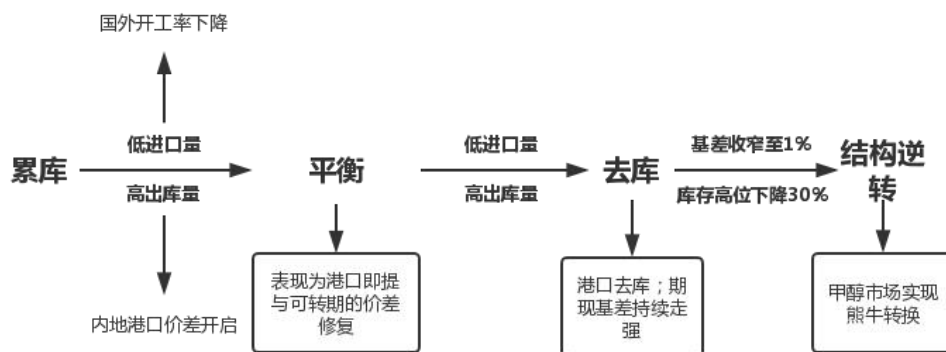 国外开工率下降
低进口量
累库
高出库量
内地港口价差开启
平衡
表现为港口即提
与可转期的价差
修复
低进口量
高出库量
去库
港口去库；期
现基差持续走
强
基差收窄至1%
库存高位下降30%
结构逆
转
甲醇市场实现
熊牛转换